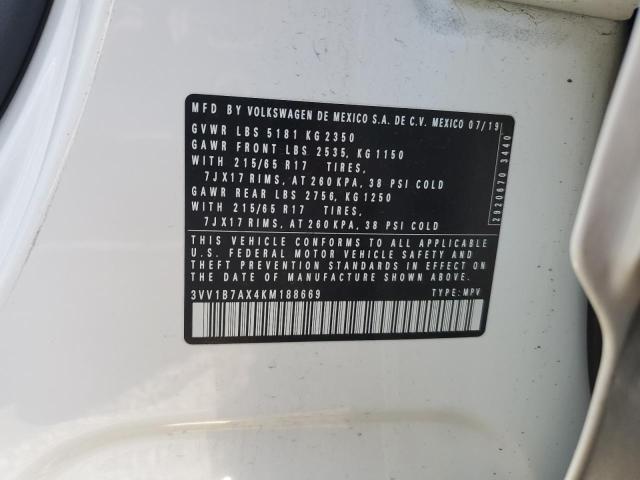 MFD BY VOLKSWAGEN DE MEXICO S.A. DE C.V. MEXICO 07/19
GVWR LBS 5181 KG 2350
GAWR FRONT LBS 2535, KG 1150
WITH 215/65 R17 TIRES,
7JX17 RIMS, AT 260 KPA, 38 PSI COLD
GAWR REAR LBS 2756, KG 1250
WITH 215/65 R17 TIRES,
7JX17 RIMS, AT 260 KPA, 38 PSI COLD
THIS VEHICLE CONFORMS TO ALL APPLICABLE
U.S. FEDERAL MOTOR VEHICLE SAFETY AND
THEFT PREVENTION STANDARDS IN EFFECT ON
THE DATE OF MANUFACTURE SHOWN ABOVE.
3VV1B7AX4KM188669 TYPE: MPV
2920670 3440